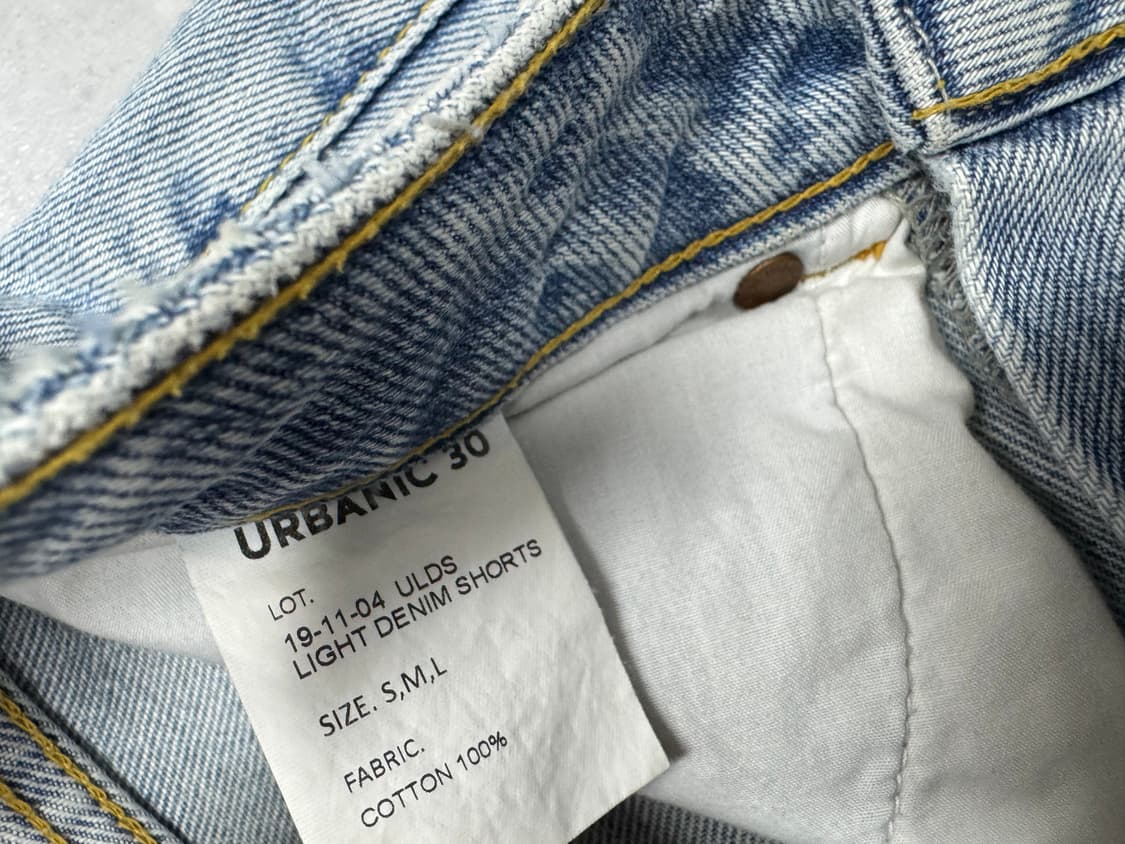 URBANIC 30
LOT.
19-11-04 ULDS
LIGHT DENIM SHORTS
SIZE. S,M,L
FABRIC.
COTTON 100%